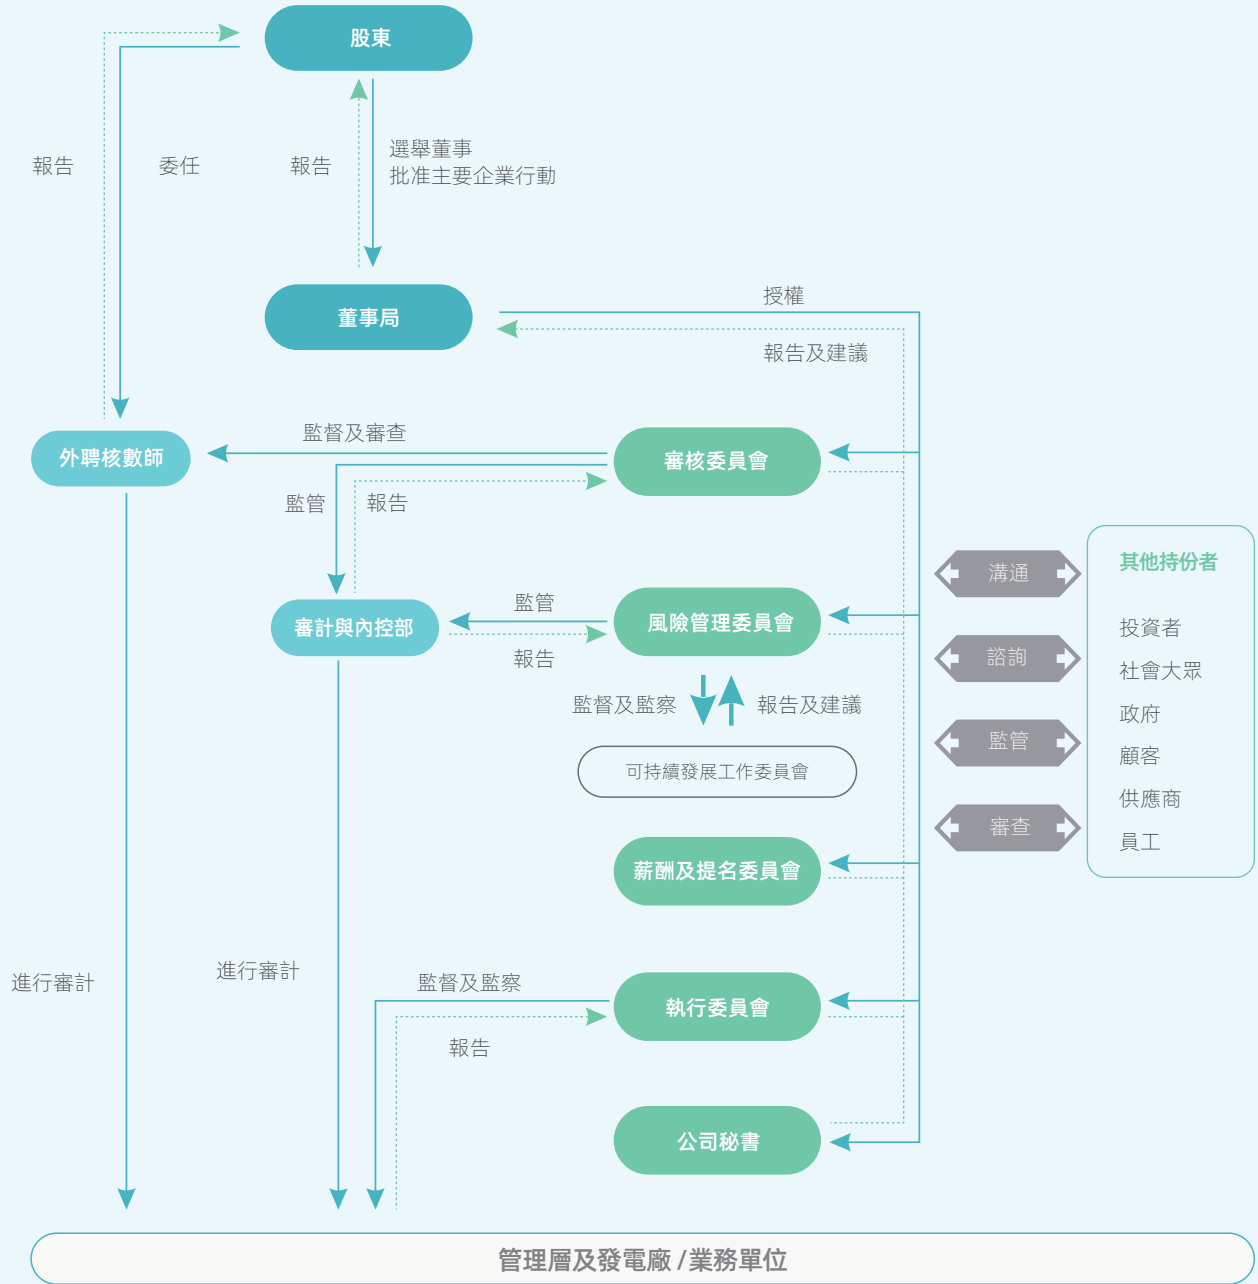 股東
報告
委任
報告
選舉董事
批准主要企業行動
董事局
授權
報告及建議
外聘核數師
監督及審查
審核委員會
監管
報告
審計與內控部
監管
報告
風險管理委員會
監督及監察
報告及建議
可持續發展工作委員會
薪酬及提名委員會
進行審計
進行審計
監督及監察
報告
執行委員會
公司秘書
溝通
諮詢
監管
審查
其他持份者
投資者
社會大眾
政府
顧客
供應商
員工
管理層及發電廠/業務單位